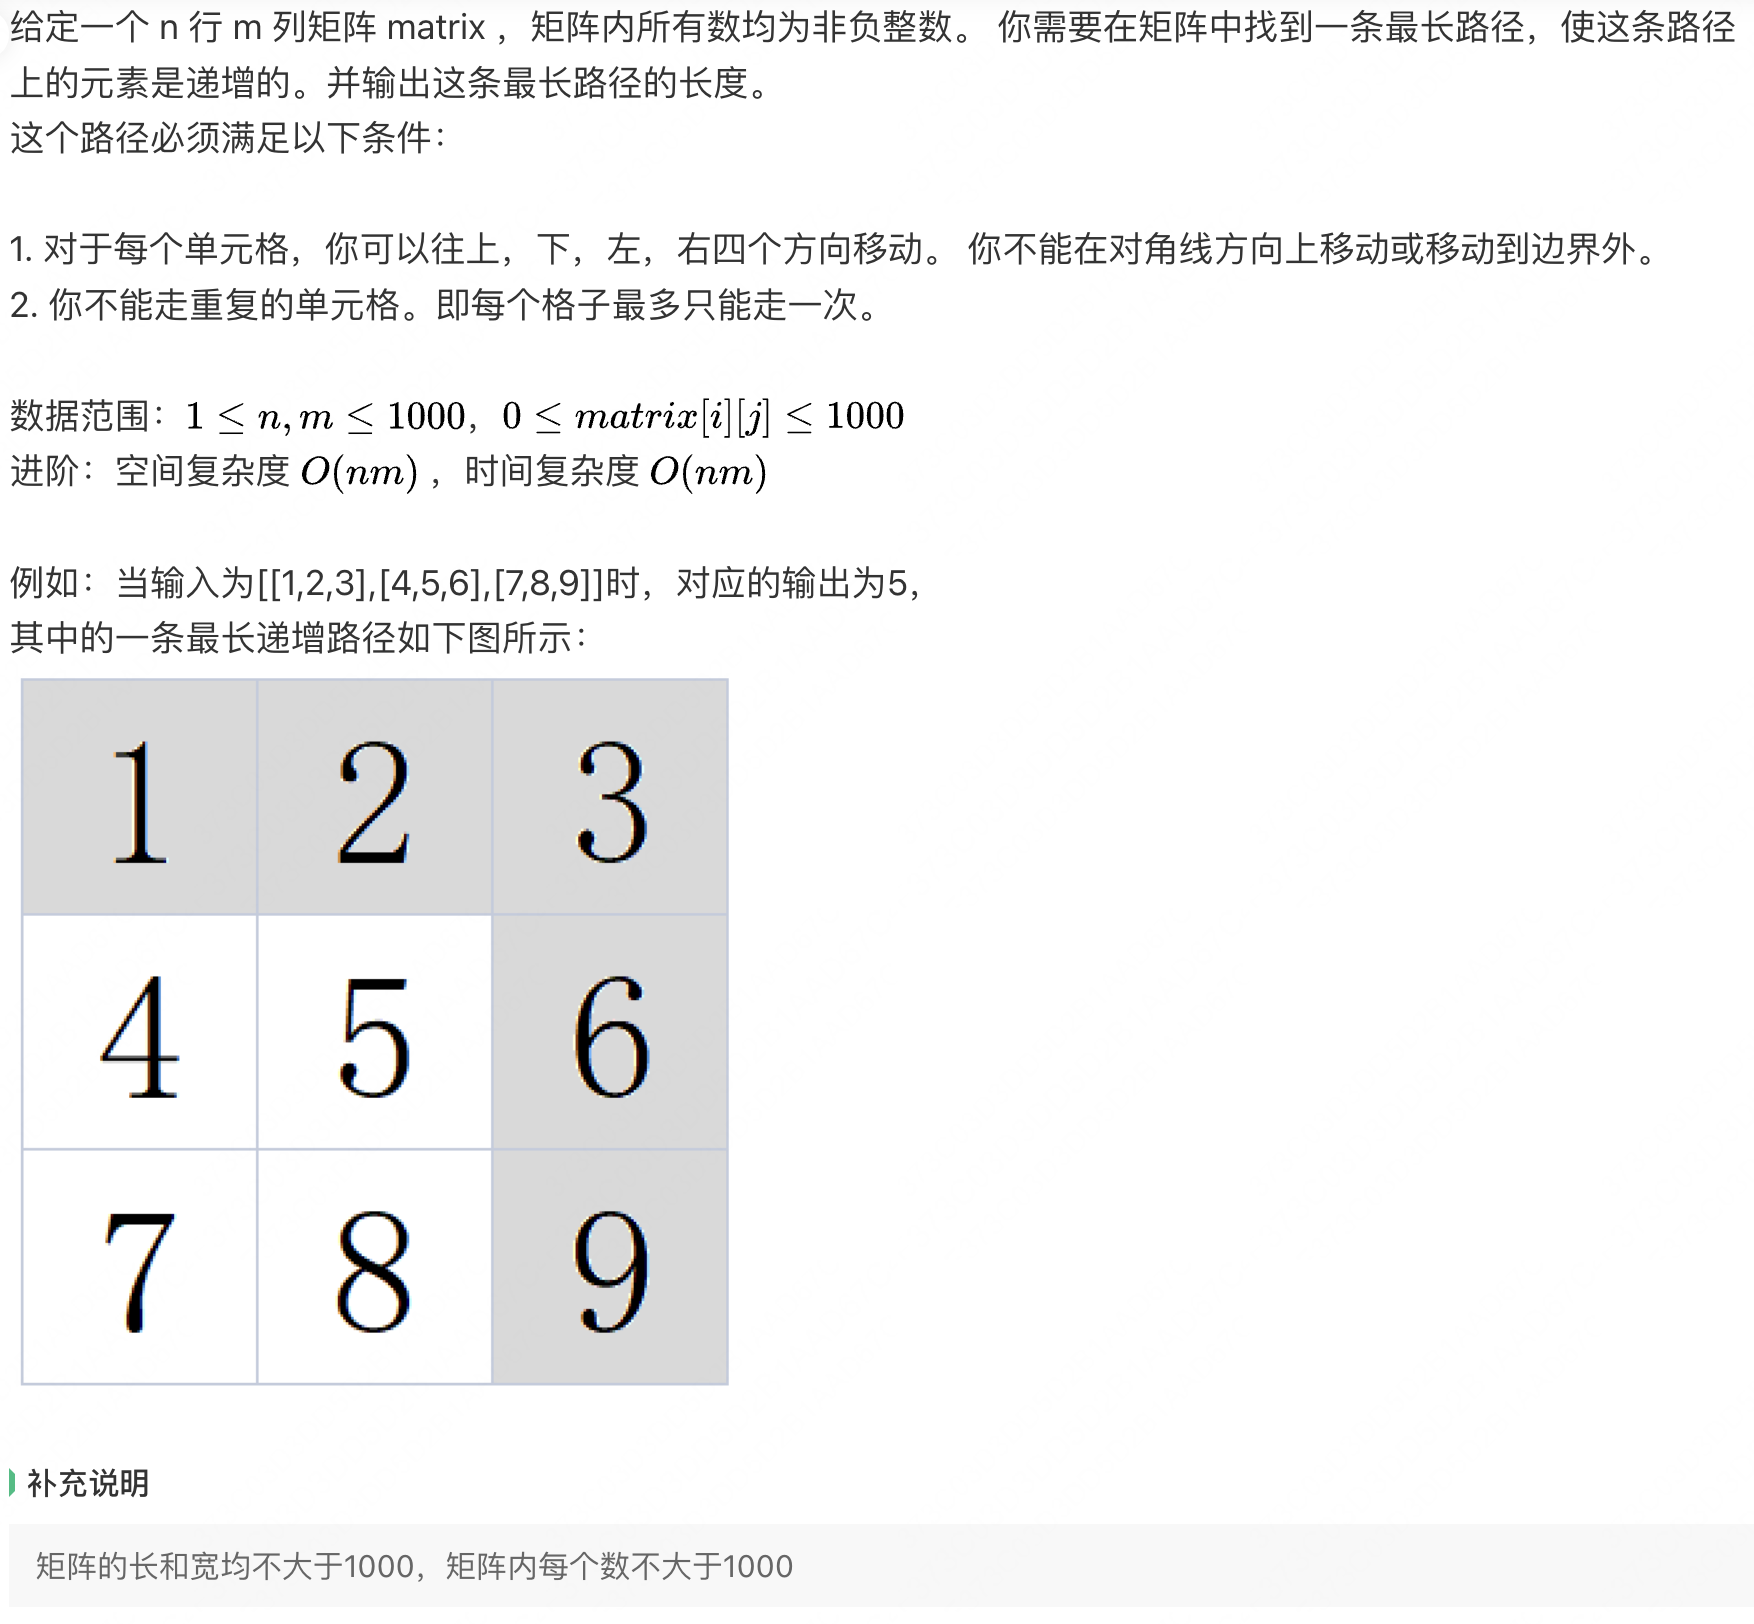 给定一个 n 行 m 列矩阵 matrix ，矩阵内所有数均为非负整数。 你需要在矩阵中找到一条最长路径，使这条路径
上的元素是递增的。并输出这条最长路径的长度。
这个路径必须满足以下条件：
1. 对于每个单元格，你可以往上，下，左，右四个方向移动。 你不能在对角线方向上移动或移动到边界外。
2. 你不能走重复的单元格。即每个格子最多只能走一次。
数据范围：1 ≤ n, m ≤ 1000，0 ≤ matrix[i][j] ≤ 1000
进阶：空间复杂度 O(nm) ，时间复杂度 O(nm)
例如：当输入为[[1,2,3],[4,5,6],[7,8,9]]时，对应的输出为5，
其中的一条最长递增路径如下图所示：
1 2 3
4 5 6
7 8 9
补充说明
矩阵的长和宽均不大于1000，矩阵内每个数不大于1000